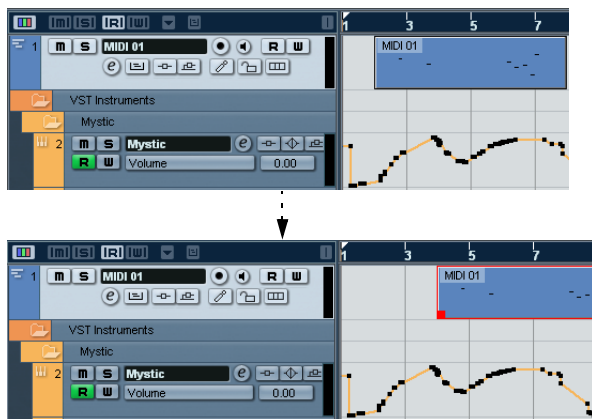 m S R W
1 3 5 7
1 m S MIDI 01 R W
MIDI 01
e
VST Instruments
Mystic
2 m S Mystic e
R W Volume 0.00
m S R W
1 3 5 7
1 m S MIDI 01 R W
MIDI 01
e
VST Instruments
Mystic
2 m S Mystic e
R W Volume 0.00